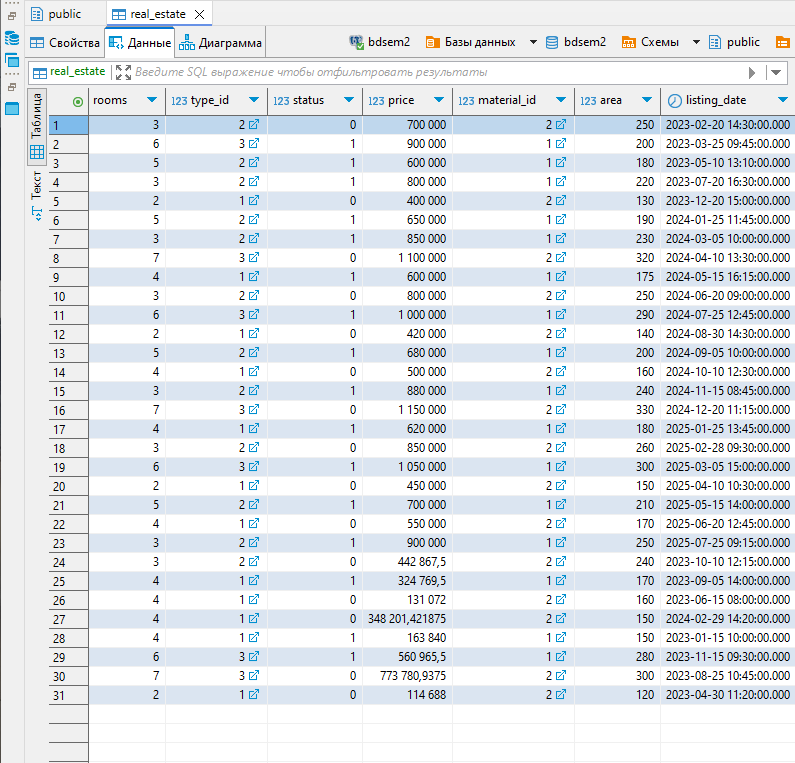 public real_estate
Свойства Данные Диаграмма bdsem2 Базы данных bdsem2 Схемы public
real_estate Введите SQL выражение чтобы отфильтровать результаты
Таблица
Текст
rooms 123 type_id 123 status 123 price 123 material_id 123 area listing_date
1 3 2 0 700 000 2 250 2023-02-20 14:30:00.000
2 6 3 1 900 000 1 200 2023-03-25 09:45:00.000
3 5 2 1 600 000 1 180 2023-05-10 13:10:00.000
4 3 2 1 800 000 1 220 2023-07-20 16:30:00.000
5 2 1 0 400 000 2 130 2023-12-20 15:00:00.000
6 5 2 1 650 000 1 190 2024-01-25 11:45:00.000
7 3 2 1 850 000 1 230 2024-03-05 10:00:00.000
8 7 3 0 1 100 000 2 320 2024-04-10 13:30:00.000
9 4 1 1 600 000 1 175 2024-05-15 16:15:00.000
10 3 2 0 800 000 2 250 2024-06-20 09:00:00.000
11 6 3 1 1 000 000 1 290 2024-07-25 12:45:00.000
12 2 1 0 420 000 2 140 2024-08-30 14:30:00.000
13 5 2 1 680 000 1 200 2024-09-05 10:00:00.000
14 4 1 0 500 000 2 160 2024-10-10 12:30:00.000
15 3 2 1 880 000 1 240 2024-11-15 08:45:00.000
16 7 3 0 1 150 000 2 330 2024-12-20 11:15:00.000
17 4 1 1 620 000 1 180 2025-01-25 13:45:00.000
18 3 2 0 850 000 2 260 2025-02-28 09:30:00.000
19 6 3 1 1 050 000 1 300 2025-03-05 15:00:00.000
20 2 1 0 450 000 2 150 2025-04-10 10:30:00.000
21 5 2 1 700 000 1 210 2025-05-15 14:00:00.000
22 4 1 0 550 000 2 170 2025-06-20 12:45:00.000
23 3 2 1 900 000 1 250 2025-07-25 09:15:00.000
24 3 2 0 442 867,5 2 240 2023-10-10 12:15:00.000
25 4 1 1 324 769,5 1 170 2023-09-05 14:00:00.000
26 4 1 0 131 072 2 160 2023-06-15 08:00:00.000
27 4 1 0 348 201,421875 2 150 2024-02-29 14:20:00.000
28 4 1 1 163 840 1 150 2023-01-15 10:00:00.000
29 6 3 1 560 965,5 1 280 2023-11-15 09:30:00.000
30 7 3 0 773 780,9375 2 300 2023-08-25 10:45:00.000
31 2 1 0 114 688 2 120 2023-04-30 11:20:00.000